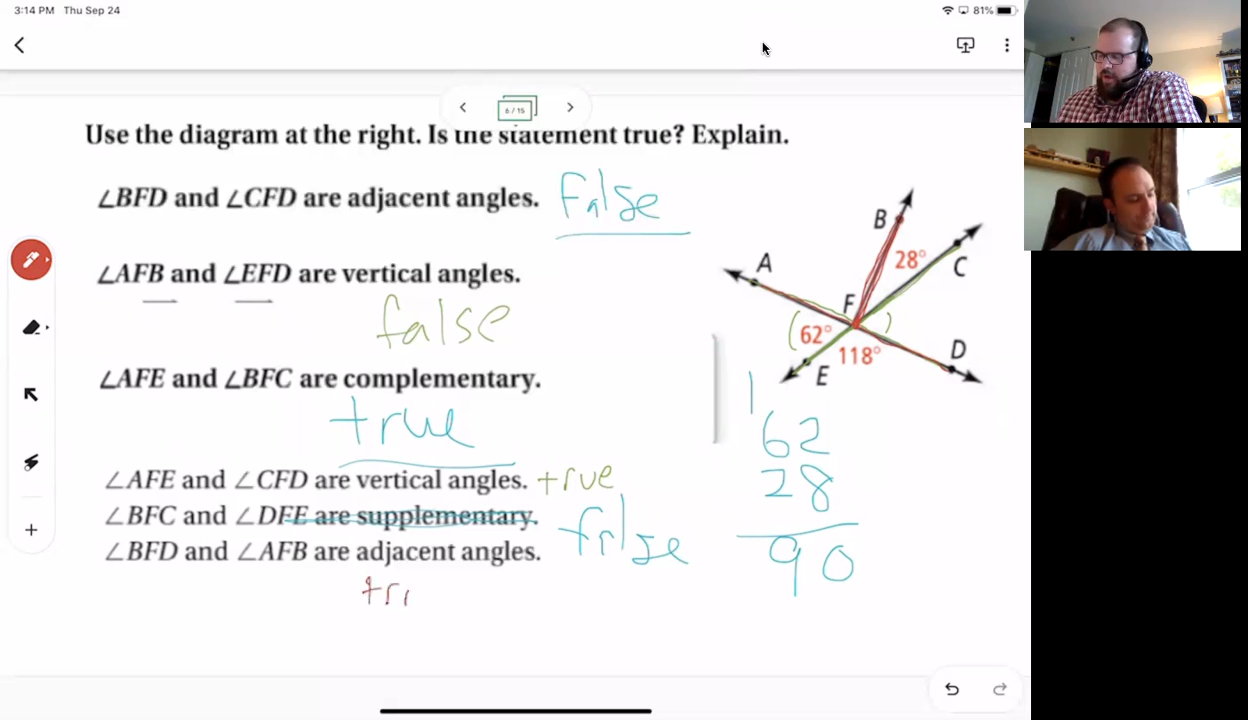 3:14 PM Thu Sep 24
81%
6 / 15
Use the diagram at the right. Is the statement true? Explain.
∠BFD and ∠CFD are adjacent angles. False
∠AFB and ∠EFD are vertical angles.
false
∠AFE and ∠BFC are complementary.
true
∠AFE and ∠CFD are vertical angles. true
∠BFC and ∠DFE are supplementary. false
∠BFD and ∠AFB are adjacent angles.
tr
B
28°
C
A
F
(62° )
118°
D
E
1
62
28
90